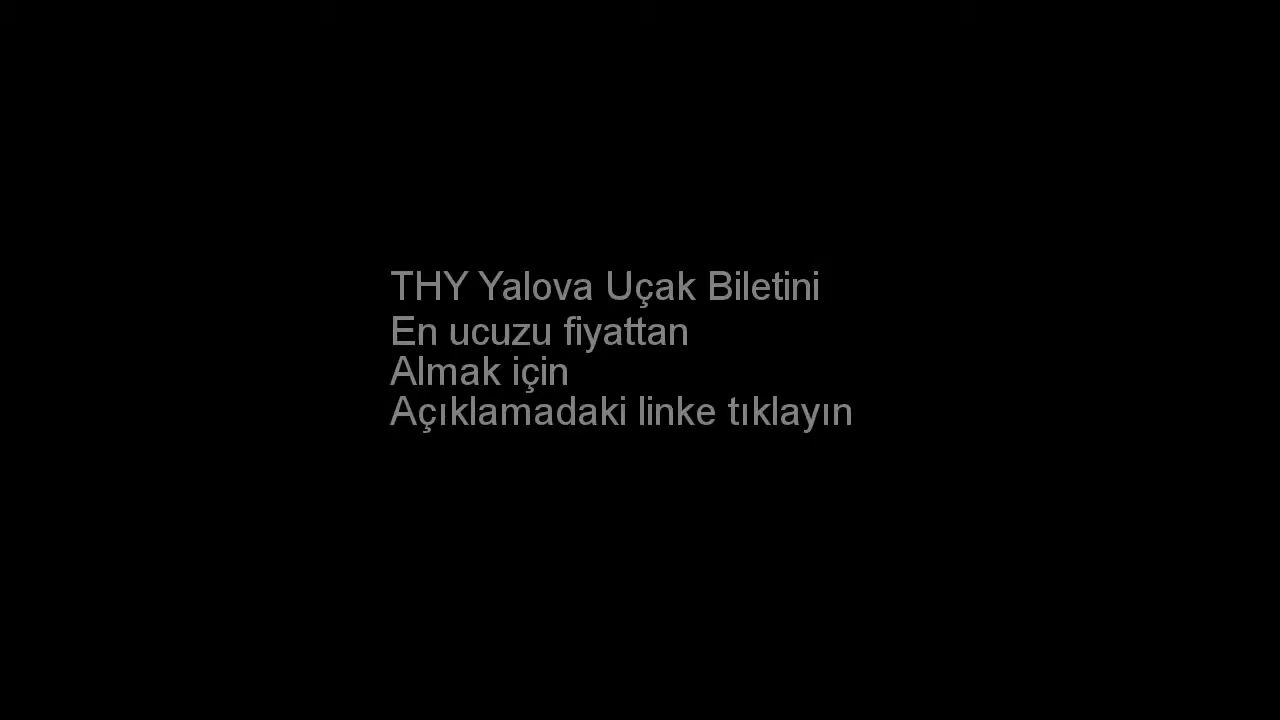 THY Yalova Uçak Biletini
En ucuzu fiyattan
Almak için
Açıklamadaki linke tıklayın